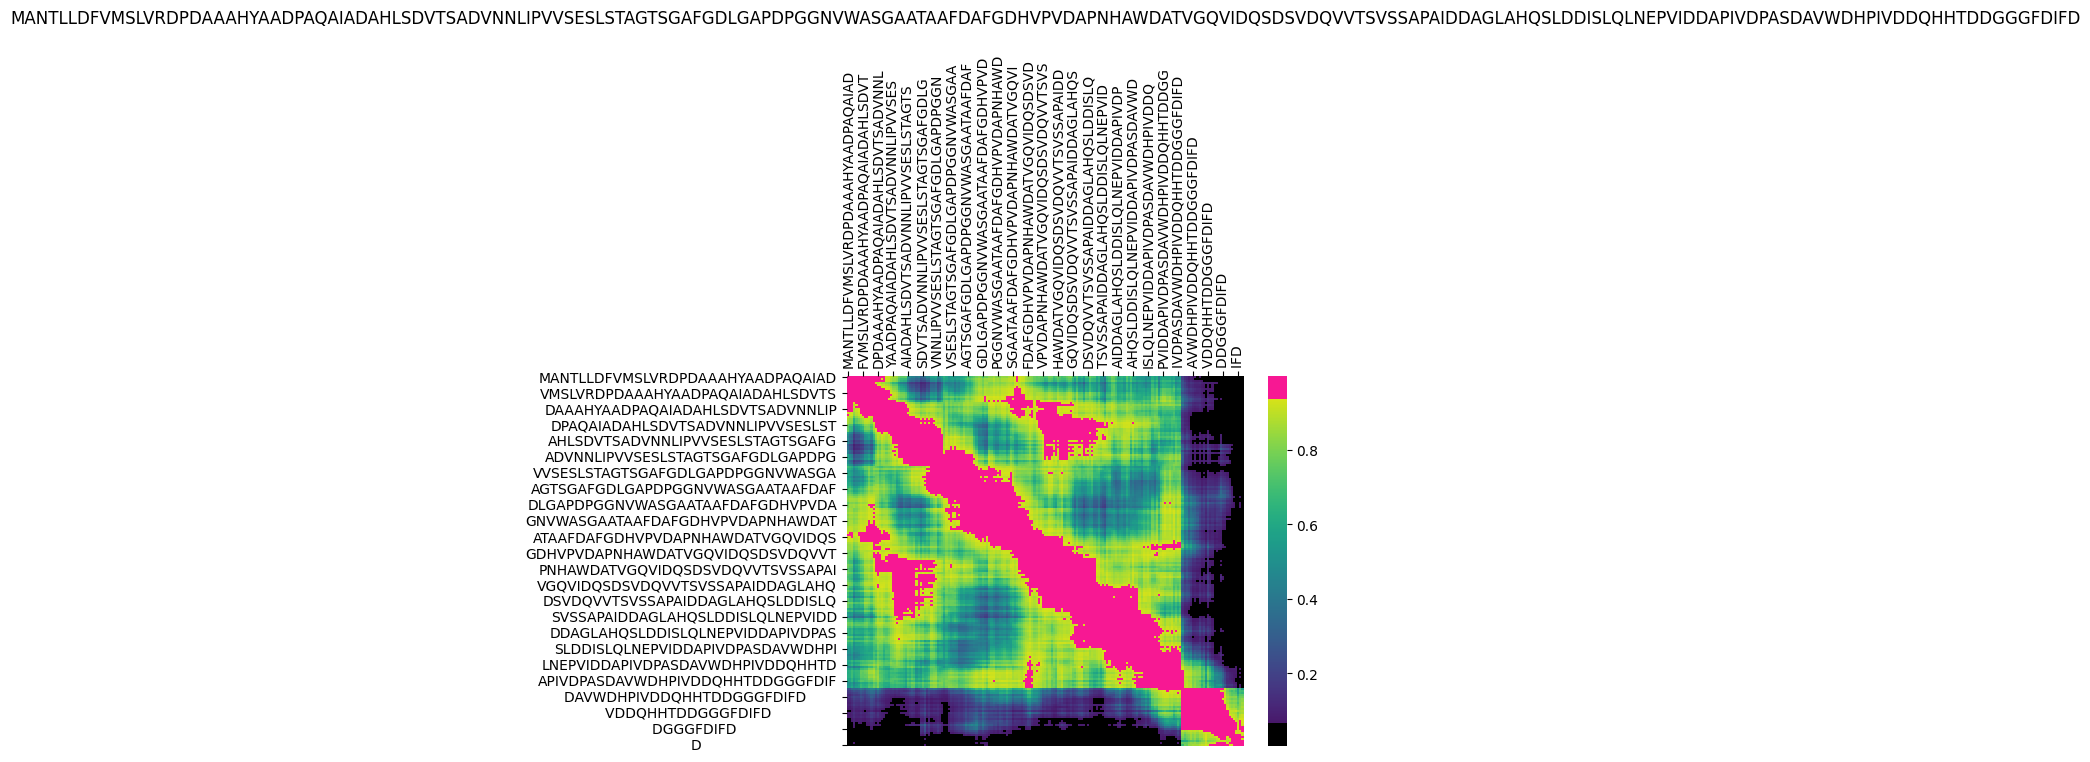 MANTLLDFVMSLVRDPDAAAHYAADPAQAIADAHLSDVTSADVNNLIPVVSESLSTAGTSGAFGDLGAPDPGGNVWASGAATAAFDAFGDHVPVDAPNHAWDATVGQVIDQSDSVDQVVTSVSSAPAIDDAGLAHQSLDDISLQLNEPVIDDAPIVDPASDAVWDHPIVDDQHHTDDGGGFDIFD
MANTLLDFVMSLVRDPDAAAHYAADPAQAIAD
FVMSLVRDPDAAAHYAADPAQAIADAHLSDVT
DPDAAAHYAADPAQAIADAHLSDVTSADVNNL
YAADPAQAIADAHLSDVTSADVNNLIPVVSES
AIADAHLSDVTSADVNNLIPVVSESLSTAGTS
SDVTSADVNNLIPVVSESLSTAGTSGAFGDLG
VNNLIPVVSESLSTAGTSGAFGDLGAPDPGGN
VSESLSTAGTSGAFGDLGAPDPGGNVWASGAA
AGTSGAFGDLGAPDPGGNVWASGAATAAFDAF
GDLGAPDPGGNVWASGAATAAFDAFGDHVPVD
PGGNVWASGAATAAFDAFGDHVPVDAPNHAWD
SGAATAAFDAFGDHVPVDAPNHAWDATVGQVI
FDAFGDHVPVDAPNHAWDATVGQVIDQSDSVD
VPVDAPNHAWDATVGQVIDQSDSVDQVVTSVS
HAWDATVGQVIDQSDSVDQVVTSVSSAPAIDD
GQVIDQSDSVDQVVTSVSSAPAIDDAGLAHQS
DSVDQVVTSVSSAPAIDDAGLAHQSLDDISLQ
TSVSSAPAIDDAGLAHQSLDDISLQLNEPVID
AIDDAGLAHQSLDDISLQLNEPVIDDAPIVDP
AHQSLDDISLQLNEPVIDDAPIVDPASDAVWD
ISLQLNEPVIDDAPIVDPASDAVWDHPIVDDQ
PVIDDAPIVDPASDAVWDHPIVDDQHHTDDGG
IVDPASDAVWDHPIVDDQHHTDDGGGFDIFD
AVWDHPIVDDQHHTDDGGGFDIFD
VDDQHHTDDGGGFDIFD
DDGGGFDIFD
IFD
MANTLLDFVMSLVRDPDAAAHYAADPAQAIAD
VMSLVRDPDAAAHYAADPAQAIADAHLSDVTS
DAAAHYAADPAQAIADAHLSDVTSADVNNLIP
DPAQAIADAHLSDVTSADVNNLIPVVSESLST
AHLSDVTSADVNNLIPVVSESLSTAGTSGAFG
ADVNNLIPVVSESLSTAGTSGAFGDLGAPDPG
VVSESLSTAGTSGAFGDLGAPDPGGNVWASGA
AGTSGAFGDLGAPDPGGNVWASGAATAAFDAF
DLGAPDPGGNVWASGAATAAFDAFGDHVPVDA
GNVWASGAATAAFDAFGDHVPVDAPNHAWDAT
ATAAFDAFGDHVPVDAPNHAWDATVGQVIDQS
GDHVPVDAPNHAWDATVGQVIDQSDSVDQVVT
PNHAWDATVGQVIDQSDSVDQVVTSVSSAPAI
VGQVIDQSDSVDQVVTSVSSAPAIDDAGLAHQ
DSVDQVVTSVSSAPAIDDAGLAHQSLDDISLQ
SVSSAPAIDDAGLAHQSLDDISLQLNEPVIDD
DDAGLAHQSLDDISLQLNEPVIDDAPIVDPAS
SLDDISLQLNEPVIDDAPIVDPASDAVWDHPI
LNEPVIDDAPIVDPASDAVWDHPIVDDQHHTD
APIVDPASDAVWDHPIVDDQHHTDDGGGFDIF
DAVWDHPIVDDQHHTDDGGGFDIFD
VDDQHHTDDGGGFDIFD
DGGGFDIFD
D
0.8
0.6
0.4
0.2